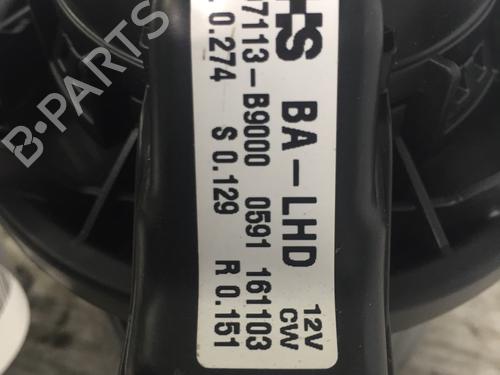 HS BA-LHD 12V
CW
7113-B9000 0591 161103
0.274 S 0.129 R 0.151
B-PARTS